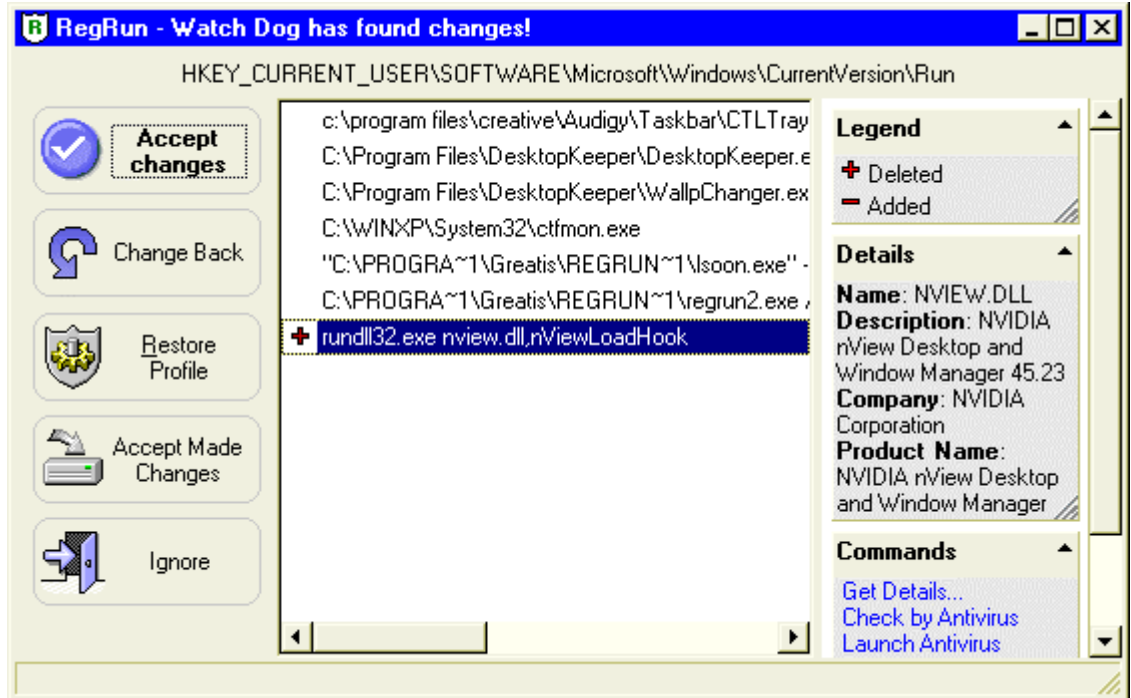 RegRun - Watch Dog has found changes!
HKEY_CURRENT_USER\SOFTWARE\Microsoft\Windows\CurrentVersion\Run
Accept
changes
Change Back
Restore
Profile
Accept Made
Changes
Ignore
c:\program files\creative\Audigy\Taskbar\CTLTray
C:\Program Files\DesktopKeeper\DesktopKeeper.e
C:\Program Files\DesktopKeeper\WallpChanger.ex
C:\WINXP\System32\ctfmon.exe
"C:\PROGRA~1\Greatis\REGRUN~1\lsoon.exe" -
C:\PROGRA~1\Greatis\REGRUN~1\regrun2.exe /
rundll32.exe nview.dll,nViewLoadHook
Legend
Deleted
Added
Details
Name: NVIEW.DLL
Description: NVIDIA
nView Desktop and
Window Manager 45.23
Company: NVIDIA
Corporation
Product Name:
NVIDIA nView Desktop
and Window Manager
Commands
Get Details...
Check by Antivirus
Launch Antivirus